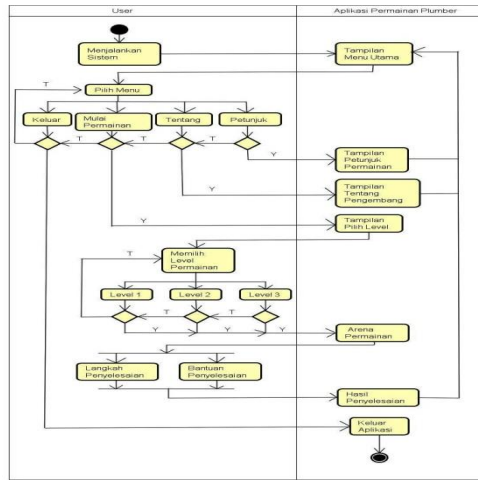 User
Aplikasi Permainan Plumber
Menjalankan
Sistem
Tampilan
Menu Utama
T
Pilih Menu
Keluar
Mulai
Permainan
Tentang
Petunjuk
T
T
T
Y
Tampilan
Petunjuk
Permainan
Y
Tampilan
Tentang
Pengembang
Y
Tampilan
Pilih Level
Memilih
Level
Permainan
T
Level 1
Level 2
Level 3
T
T
Y
Y
Y
Arena
Permainan
Langkah
Penyelesaian
Bantuan
Penyelesaian
Hasil
Penyelesaian
Keluar
Aplikasi